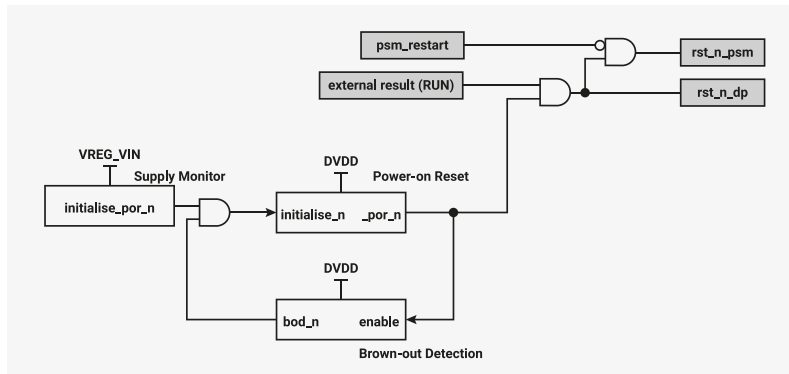 psm_restart
rst_n_psm
external result (RUN)
rst_n_dp
VREG_VIN
Supply Monitor
DVDD
Power-on Reset
initialise_por_n
initialise_n
_por_n
DVDD
bod_n
enable
Brown-out Detection